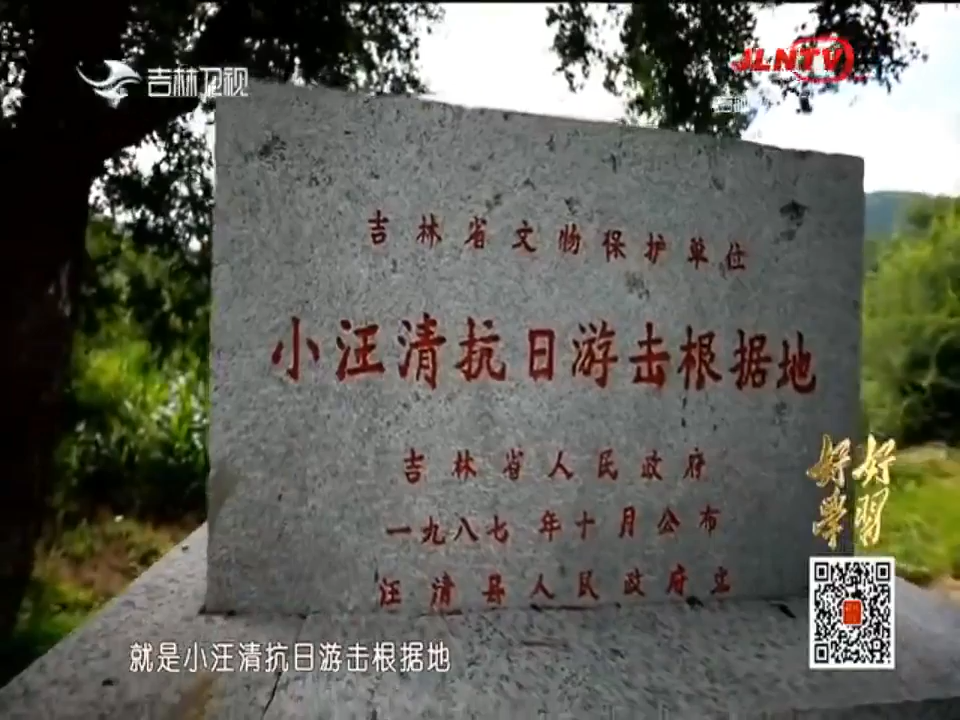 吉林卫视
JLNTV
吉林省文物保护单位
小汪清抗日游击根据地
吉林省人民政府
一九八七年十月公布
汪清县人民政府立
好好
学习
就是小汪清抗日游击根据地